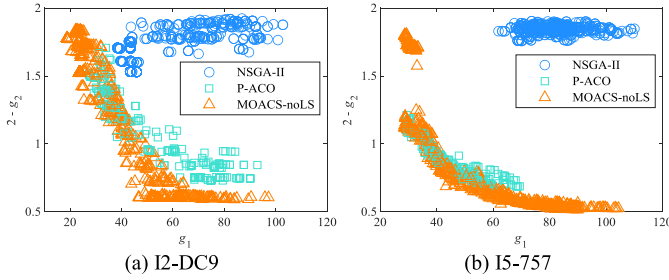 2
1.5
1
0.5
2 - g2
NSGA-II
P-ACO
MOACS-noLS
20 40 60 80 100 120
g1
(a) I2-DC9
2
1.5
1
0.5
2 - g2
NSGA-II
P-ACO
MOACS-noLS
20 40 60 80 100 120
g1
(b) I5-757